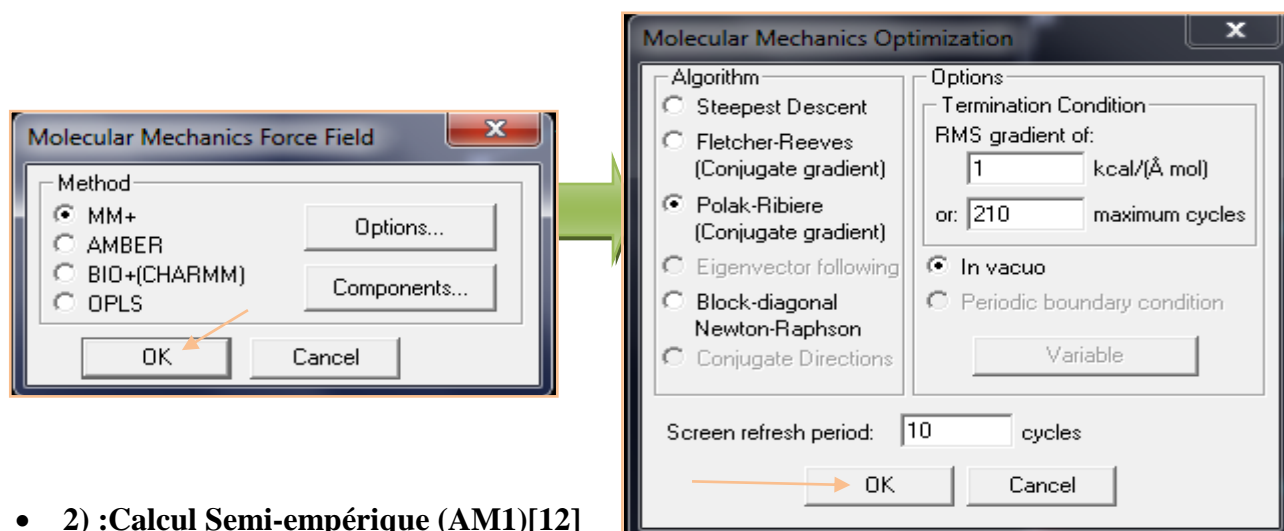 Molecular Mechanics Force Field
Method
MM+
AMBER
BIO+(CHARMM)
OPLS
Options...
Components...
OK
Cancel
Molecular Mechanics Optimization
Algorithm
Steepest Descent
Fletcher-Reeves
(Conjugate gradient)
Polak-Ribiere
(Conjugate gradient)
Eigenvector following
Block-diagonal
Newton-Raphson
Conjugate Directions
Options
Termination Condition
RMS gradient of:
1 kcal/(Å mol)
or: 210 maximum cycles
In vacuo
Periodic boundary condition
Variable
Screen refresh period: 10 cycles
OK
Cancel
• 2) :Calcul Semi-empérique (AM1)[12]